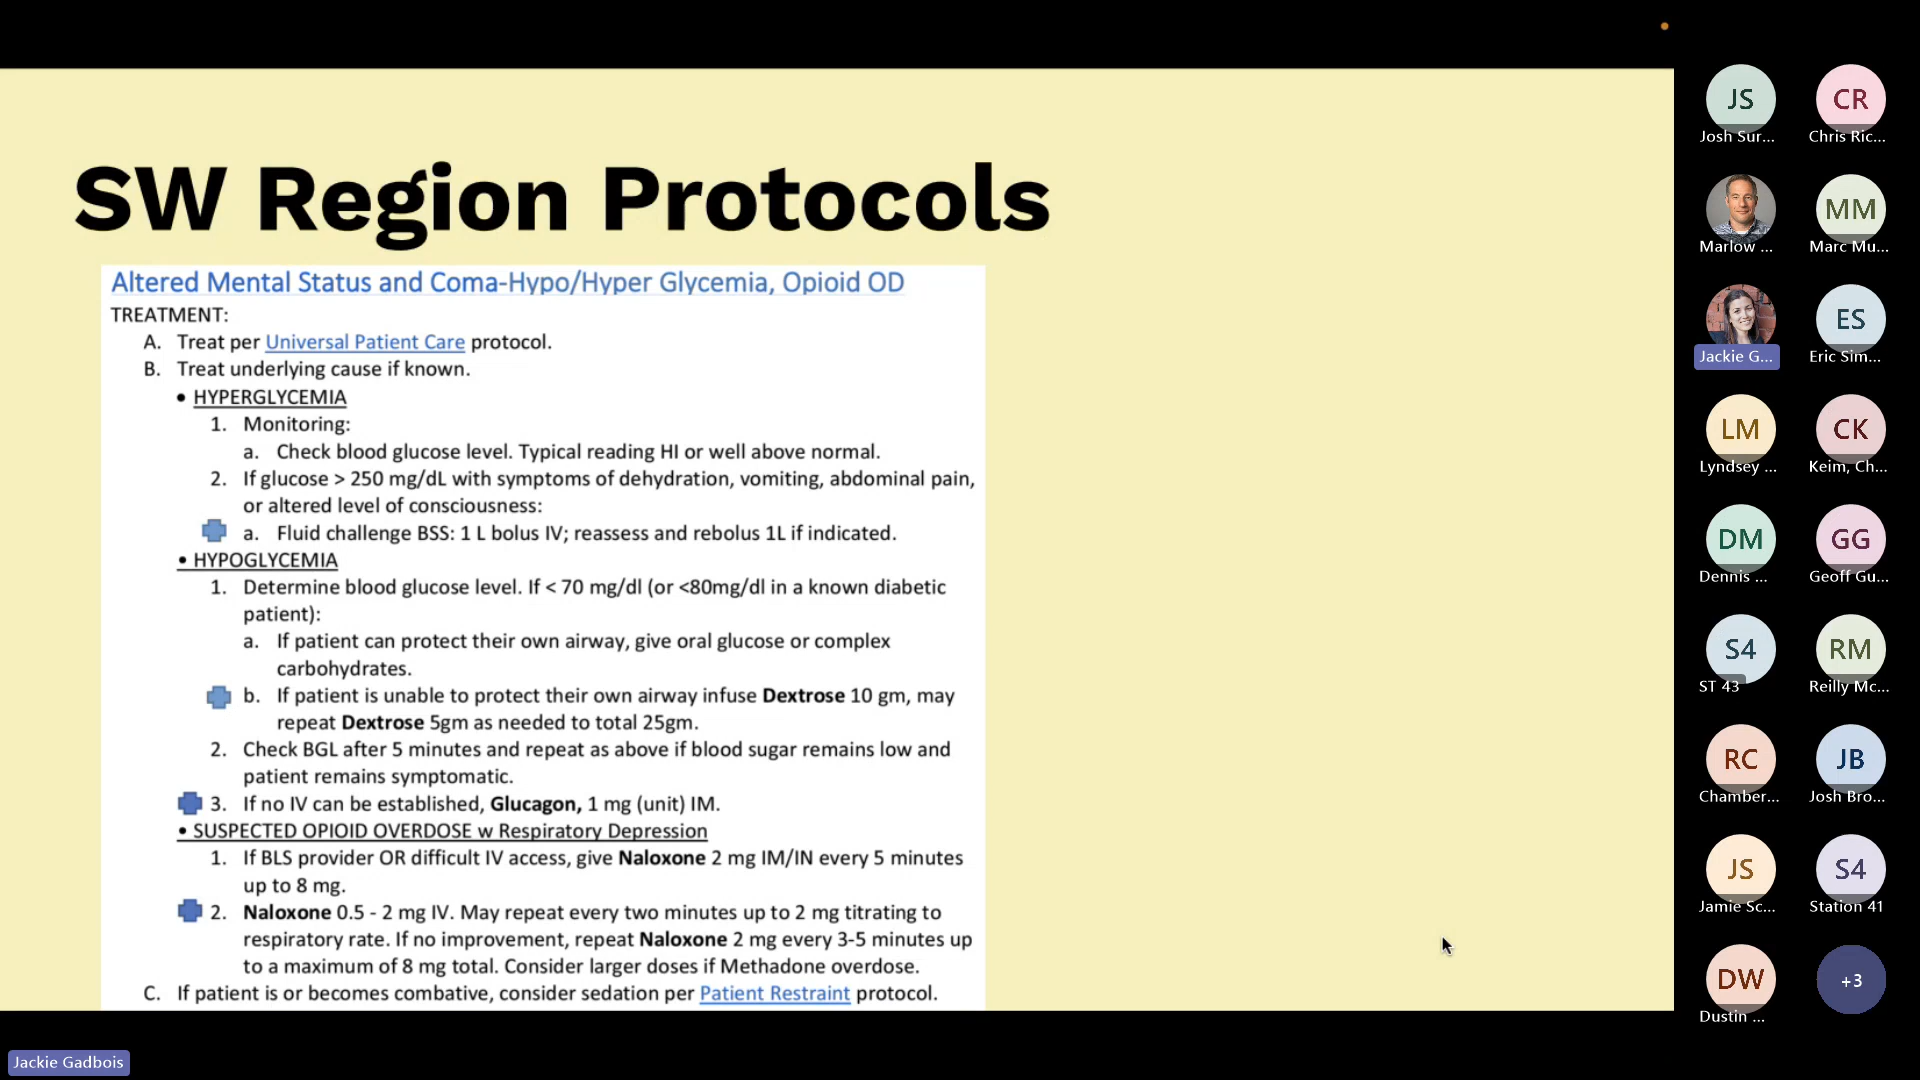 SW Region Protocols
Altered Mental Status and Coma-Hypo/Hyper Glycemia, Opioid OD
TREATMENT:
A. Treat per Universal Patient Care protocol.
B. Treat underlying cause if known.
• HYPERGLYCEMIA
1. Monitoring:
a. Check blood glucose level. Typical reading HI or well above normal.
2. If glucose > 250 mg/dL with symptoms of dehydration, vomiting, abdominal pain,
or altered level of consciousness:
a. Fluid challenge BSS: 1 L bolus IV; reassess and rebolus 1L if indicated.
• HYPOGLYCEMIA
1. Determine blood glucose level. If < 70 mg/dl (or <80mg/dl in a known diabetic
patient):
a. If patient can protect their own airway, give oral glucose or complex
carbohydrates.
b. If patient is unable to protect their own airway infuse Dextrose 10 gm, may
repeat Dextrose 5gm as needed to total 25gm.
2. Check BGL after 5 minutes and repeat as above if blood sugar remains low and
patient remains symptomatic.
3. If no IV can be established, Glucagon, 1 mg (unit) IM.
• SUSPECTED OPIOID OVERDOSE w Respiratory Depression
1. If BLS provider OR difficult IV access, give Naloxone 2 mg IM/IN every 5 minutes
up to 8 mg.
2. Naloxone 0.5 - 2 mg IV. May repeat every two minutes up to 2 mg titrating to
respiratory rate. If no improvement, repeat Naloxone 2 mg every 3-5 minutes up
to a maximum of 8 mg total. Consider larger doses if Methadone overdose.
C. If patient is or becomes combative, consider sedation per Patient Restraint protocol.
JS CR
Josh Sur... Chris Ric...
MM
Marlow ... Marc Mu...
ES
Jackie G... Eric Sim...
LM CK
Lyndsey ... Keim, Ch...
DM GG
Dennis ... Geoff Gu...
S4 RM
ST 43 Reilly Mc...
RC JB
Chamber... Josh Bro...
JS S4
Jamie Sc... Station 41
DW +3
Dustin ...
Jackie Gadbois